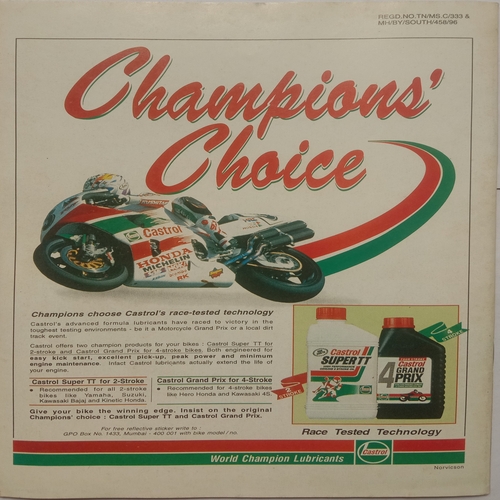 REGD.NO.TN/MS.C/333 &
MH/BY/SOUTH/458/96
Champions'
Choice
Castrol
HONDA
MICHELIN
RK
Champions choose Castrol's race-tested technology
Castrol's advanced formula lubricants have raced to victory in the
toughest testing environments - be it a Motorcycle Grand Prix or a local dirt
track event.
Castrol offers two champion products for your bikes : Castrol Super TT for
2-stroke and Castrol Grand Prix for 4-stroke bikes. Both engineered for
easy kick start, excellent pick-up, peak power and minimum
engine maintenance. Intact Castrol lubricants actually extend the life of
your engine.
Castrol Super TT for 2-Stroke
• Recommended for all 2-stroke
bikes like Yamaha, Suzuki,
Kawasaki Bajaj and Kinetic Honda.
Castrol Grand Prix for 4-Stroke
• Recommended for 4-stroke bikes
like Hero Honda and Kawasaki 4S.
Give your bike the winning edge. Insist on the original
Champions' choice : Castrol Super TT and Castrol Grand Prix.
For free reflective sticker write to :
GPO Box No. 1433, Mumbai - 400 001 with bike model / no.
Castrol
SUPER TT
2
STROKE
Castrol
GRAND
PRIX
4
4
STROKE
Race Tested Technology
World Champion Lubricants
Castrol